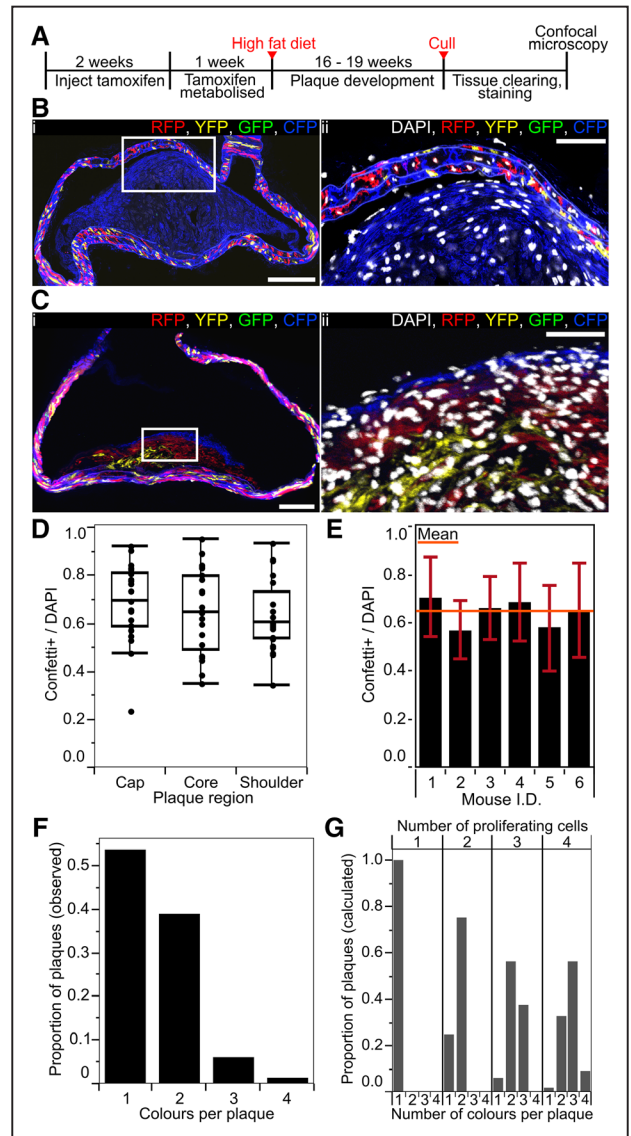 A
High fat diet
Cull
Confocal
microscopy
2 weeks
1 week
16 - 19 weeks
Inject tamoxifen
Tamoxifen
metabolised
Plaque development
Tissue clearing,
staining
B
i
RFP, YFP, GFP, CFP
ii
DAPI, RFP, YFP, GFP, CFP
C
i
RFP, YFP, GFP, CFP
ii
DAPI, RFP, YFP, GFP, CFP
D
Confetti+ / DAPI
1.0
0.8
0.6
0.4
0.2
0.0
Cap Core Shoulder
Plaque region
E
Confetti+ / DAPI
1.0
0.8
0.6
0.4
0.2
0.0
Mean
1 2 3 4 5 6
Mouse I.D.
F
Proportion of plaques (observed)
0.5
0.4
0.3
0.2
0.1
0
1 2 3 4
Colours per plaque
G
Number of proliferating cells
1 2 3 4
Proportion of plaques (calculated)
1.0
0.8
0.6
0.4
0.2
0.0
1 2 3 4 1 2 3 4 1 2 3 4 1 2 3 4
Number of colours per plaque